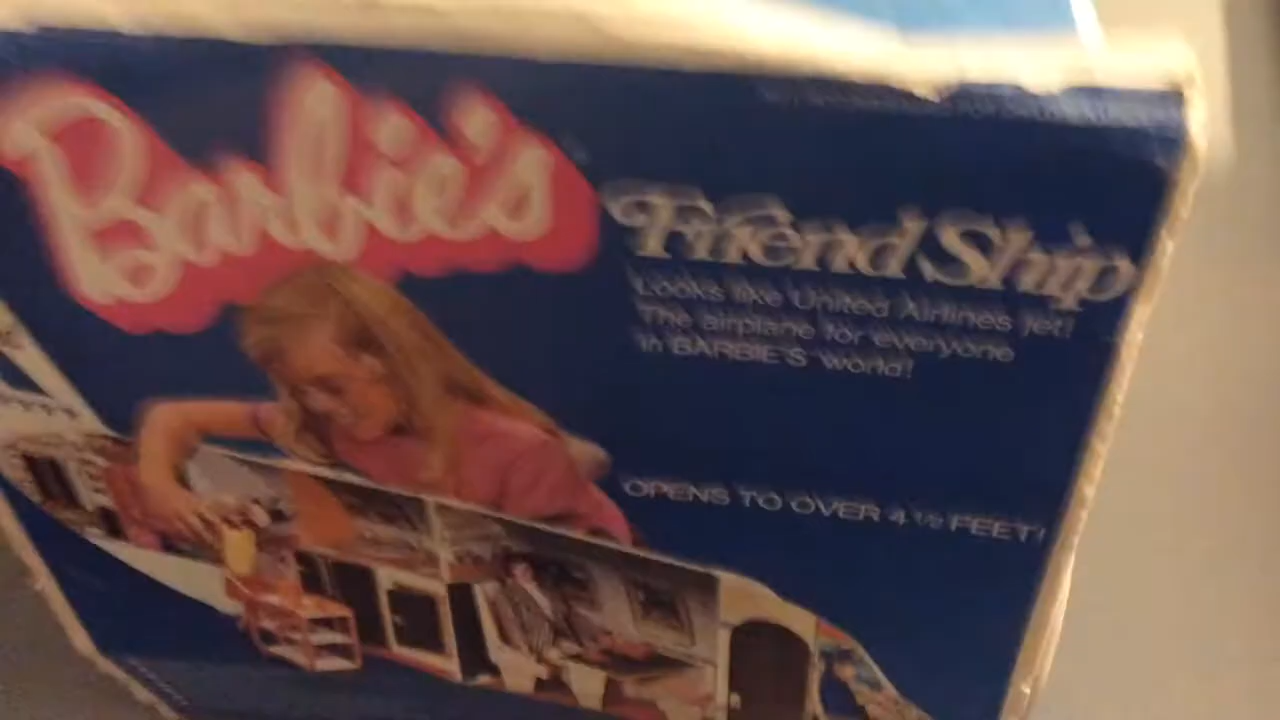 Barbie's
Friend Ship
Looks like United Airlines jet!
The airplane for everyone
in BARBIE'S world!
OPENS TO OVER 4 1/2 FEET!